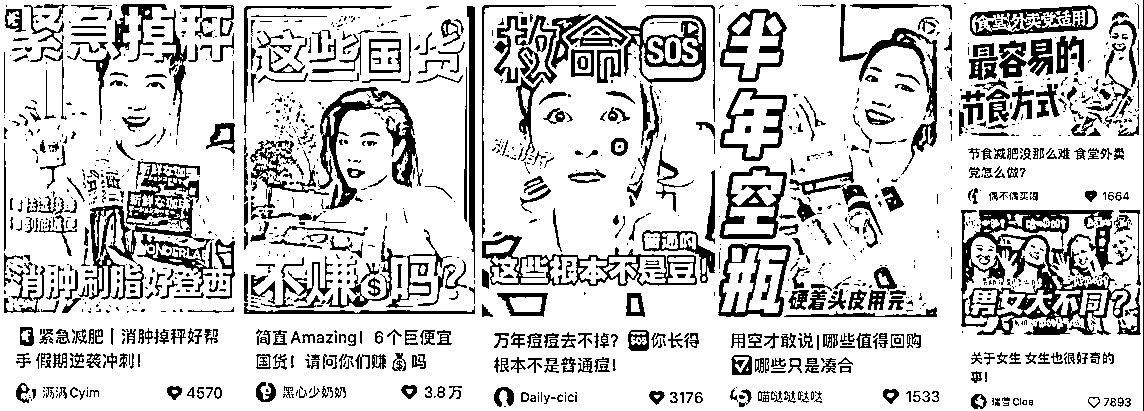 紧急掉秤
消肿刷脂好登西
紧急减肥｜消肿掉秤好帮
手 假期逆袭冲刺！
沥沥Cyim
4570
这些国货
不赚💰吗？
简直Amazing！6个巨便宜
国货！请问你们赚💰吗
黑心少奶奶
3.8万
救命SOS
普通的
这些根本不是豆！
万年痘痘去不掉？🆘你长得
根本不是普通痘！
Daily-cici
3176
半年空瓶
硬着头皮用完
用空才敢说|哪些值得回购
☑哪些只是凑合
喵哒哒哒哒
1533
食堂/外卖党适用
最容易的
节食方式
节食减肥没那么难 食堂外卖
党怎么做？
1664
男女大不同？
关于女生 女生也很好奇的
事！
7893